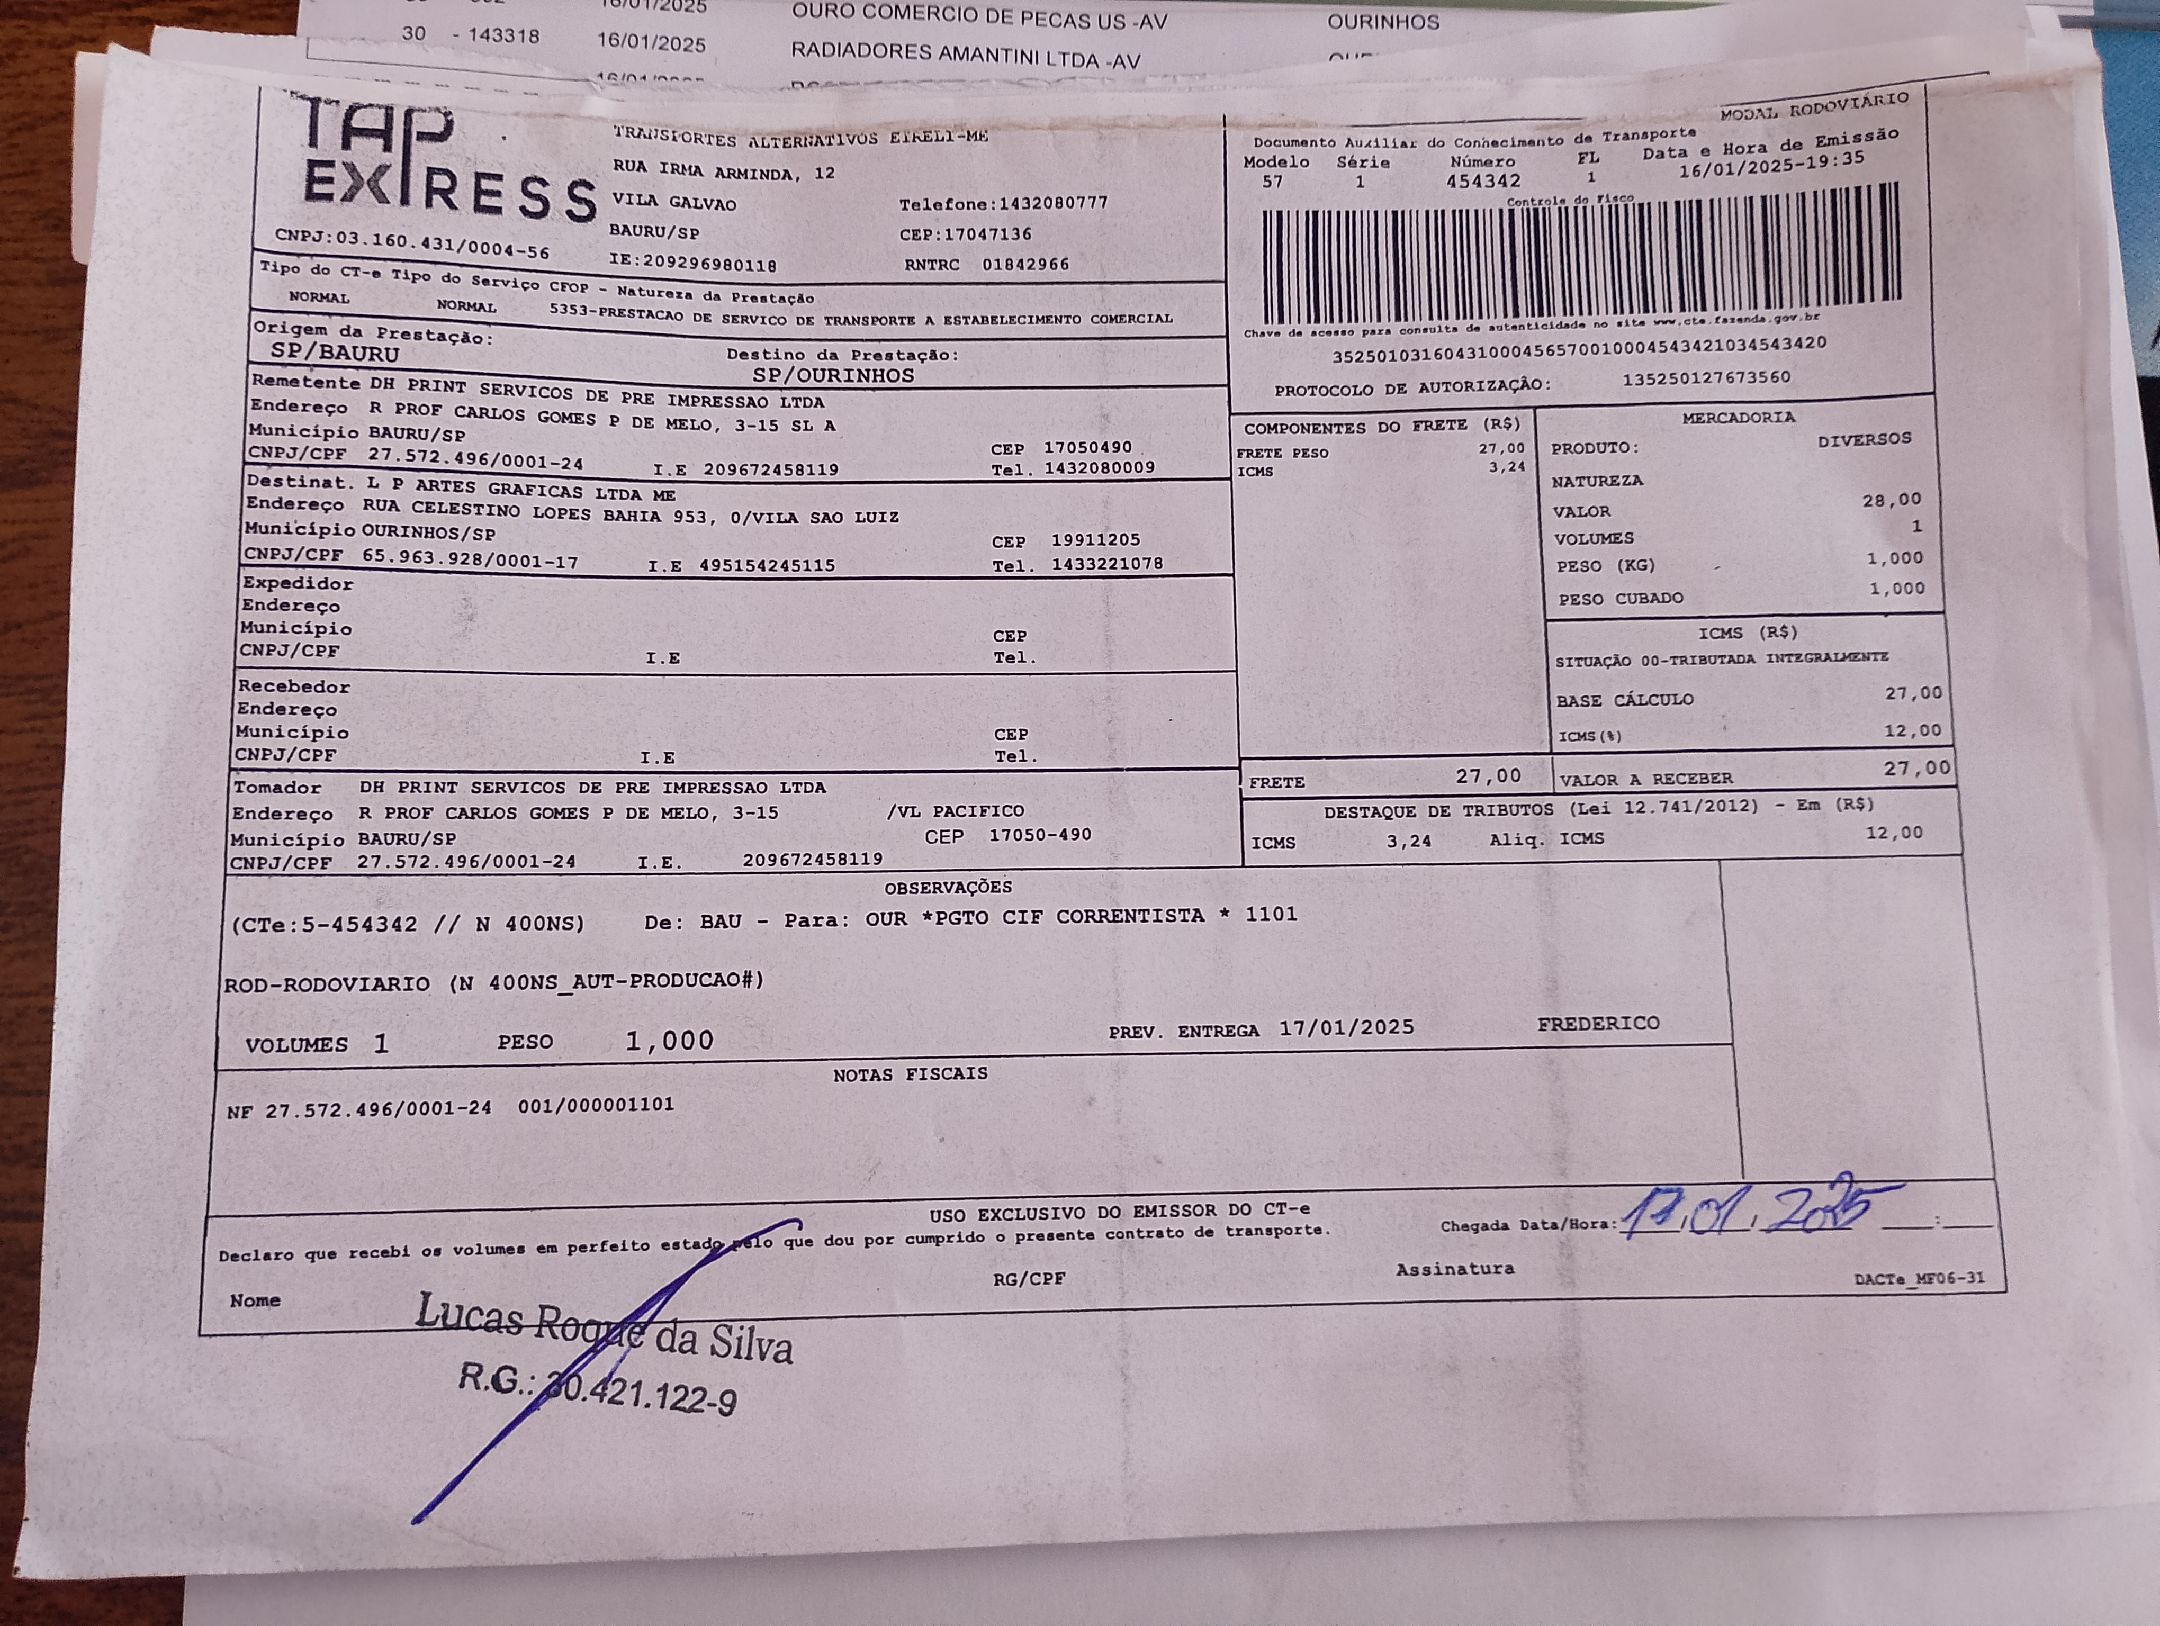 16/01/2025 OURO COMERCIO DE PECAS US -AV OURINHOS
30 - 143318 16/01/2025 RADIADORES AMANTINI LTDA -AV
TAP EXPRESS
TRANSPORTES ALTERNATIVOS EIRELI-ME
RUA IRMA ARMINDA, 12
VILA GALVAO Telefone:1432080777
BAURU/SP CEP:17047136
CNPJ:03.160.431/0004-56 IE:209296980118 RNTRC 01842966
MODAL RODOVIÁRIO
Documento Auxiliar do Conhecimento de Transporte
Modelo Série Número FL Data e Hora de Emissão
57 1 454342 1 16/01/2025-19:35
Controle do Fisco
Chave de acesso para consulta de autenticidade no site www.cte.fazenda.gov.br
35250103160431000456570010004543421034543420
PROTOCOLO DE AUTORIZAÇÃO: 135250127673560
Tipo do CT-e Tipo do Serviço CFOP - Natureza da Prestação
NORMAL NORMAL 5353-PRESTACAO DE SERVICO DE TRANSPORTE A ESTABELECIMENTO COMERCIAL
Origem da Prestação: Destino da Prestação:
SP/BAURU SP/OURINHOS
Remetente DH PRINT SERVICOS DE PRE IMPRESSAO LTDA
Endereço R PROF CARLOS GOMES P DE MELO, 3-15 SL A
Município BAURU/SP CEP 17050490
CNPJ/CPF 27.572.496/0001-24 I.E 209672458119 Tel. 1432080009
Destinat. L P ARTES GRAFICAS LTDA ME
Endereço RUA CELESTINO LOPES BAHIA 953, 0/VILA SAO LUIZ
Município OURINHOS/SP CEP 19911205
CNPJ/CPF 65.963.928/0001-17 I.E 495154245115 Tel. 1433221078
Expedidor
Endereço
Município CEP
CNPJ/CPF I.E Tel.
Recebedor
Endereço
Município CEP
CNPJ/CPF I.E Tel.
Tomador DH PRINT SERVICOS DE PRE IMPRESSAO LTDA
Endereço R PROF CARLOS GOMES P DE MELO, 3-15 /VL PACIFICO
Município BAURU/SP CEP 17050-490
CNPJ/CPF 27.572.496/0001-24 I.E. 209672458119
COMPONENTES DO FRETE (R$)
FRETE PESO 27,00
ICMS 3,24
MERCADORIA
PRODUTO: DIVERSOS
NATUREZA
VALOR 28,00
VOLUMES 1
PESO (KG) 1,000
PESO CUBADO 1,000
ICMS (R$)
SITUAÇÃO 00-TRIBUTADA INTEGRALMENTE
BASE CÁLCULO 27,00
ICMS(%) 12,00
FRETE 27,00 VALOR A RECEBER 27,00
DESTAQUE DE TRIBUTOS (Lei 12.741/2012) - Em (R$)
ICMS 3,24 Aliq. ICMS 12,00
OBSERVAÇÕES
(CTe:5-454342 // N 400NS) De: BAU - Para: OUR *PGTO CIF CORRENTISTA * 1101
ROD-RODOVIARIO (N 400NS_AUT-PRODUCAO#)
VOLUMES 1 PESO 1,000 PREV. ENTREGA 17/01/2025 FREDERICO
NOTAS FISCAIS
NF 27.572.496/0001-24 001/000001101
USO EXCLUSIVO DO EMISSOR DO CT-e
Declaro que recebi os volumes em perfeito estado pelo que dou por cumprido o presente contrato de transporte.
Chegada Data/Hora: 17/01/2025 __:__
Nome RG/CPF Assinatura DACTe_MF06-31
Lucas Roque da Silva
R.G.: 30.421.122-9